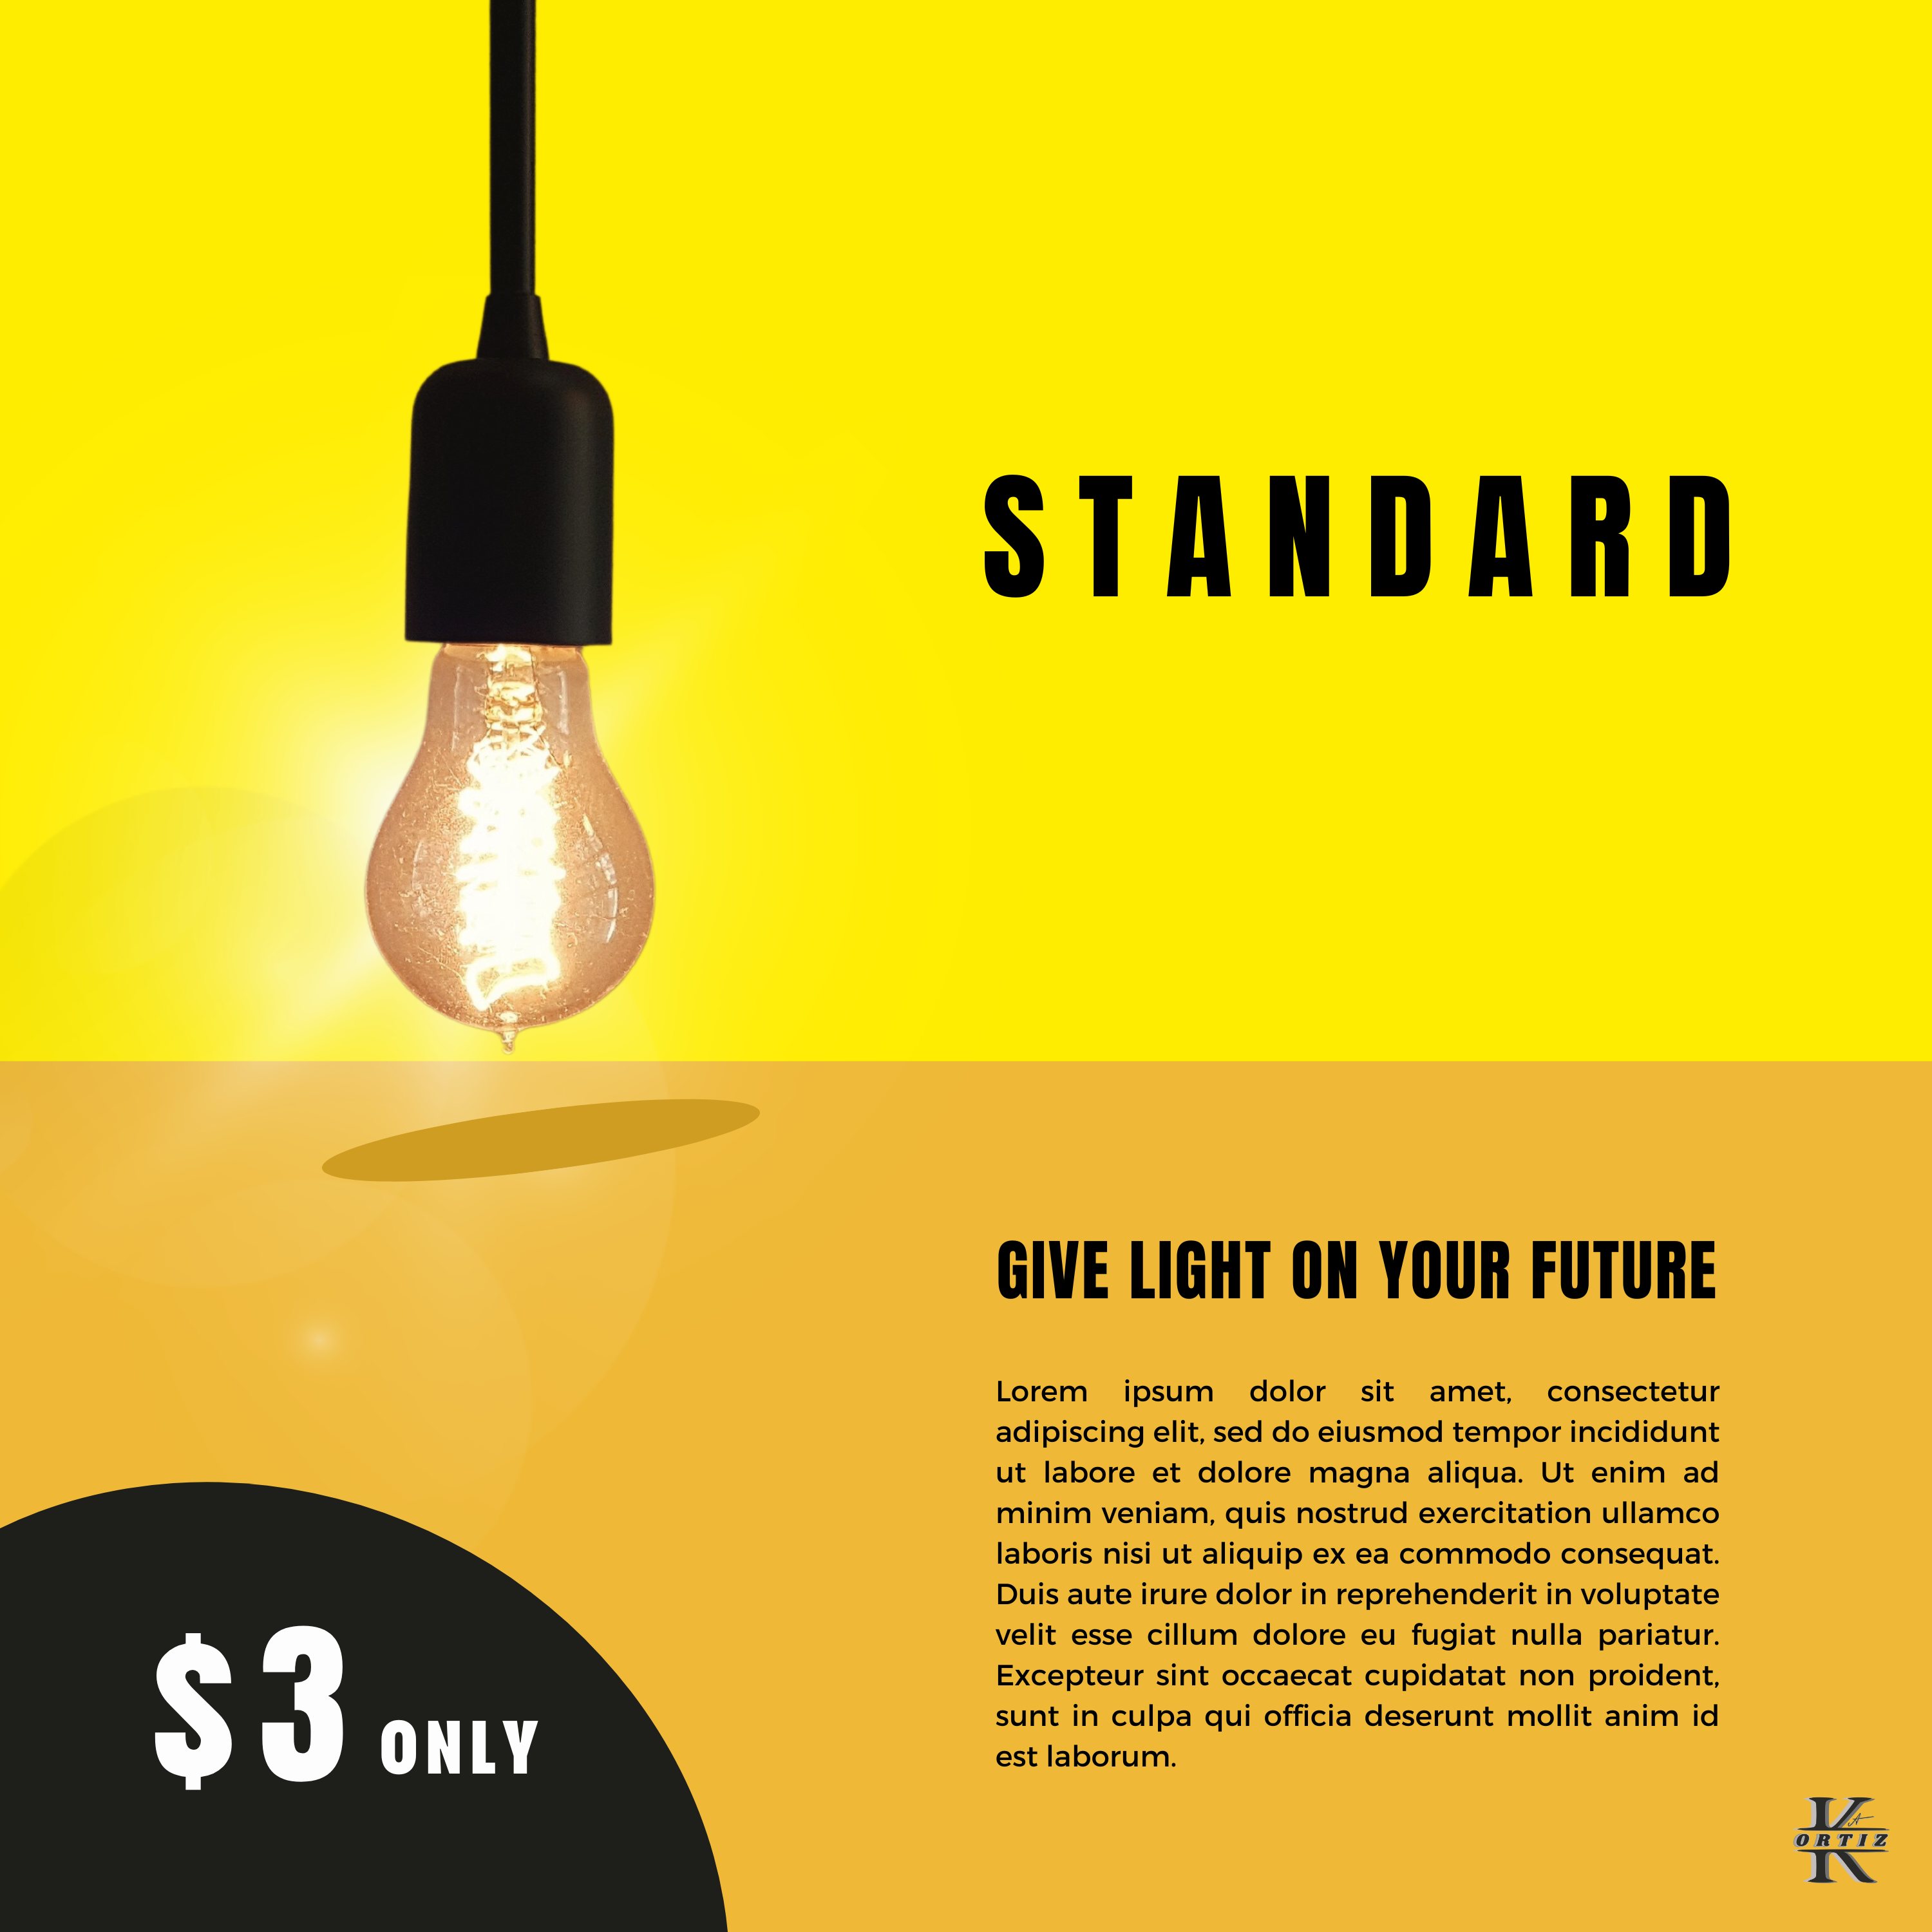 STANDARD
GIVE LIGHT ON YOUR FUTURE
Lorem ipsum dolor sit amet, consectetur
adipiscing elit, sed do eiusmod tempor incididunt
ut labore et dolore magna aliqua. Ut enim ad
minim veniam, quis nostrud exercitation ullamco
laboris nisi ut aliquip ex ea commodo consequat.
Duis aute irure dolor in reprehenderit in voluptate
velit esse cillum dolore eu fugiat nulla pariatur.
Excepteur sint occaecat cupidatat non proident,
sunt in culpa qui officia deserunt mollit anim id
est laborum.
$3 ONLY
K
ORTIZ